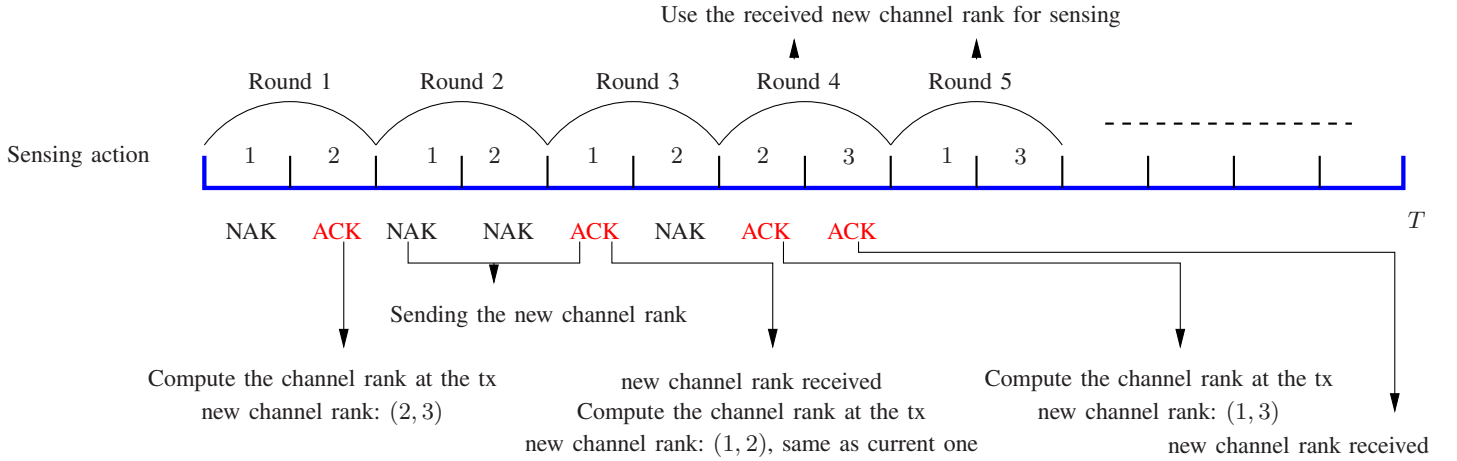 Use the received new channel rank for sensing
Round 1 Round 2 Round 3 Round 4 Round 5
Sensing action 1 2 1 2 1 2 2 3 1 3
NAK ACK NAK NAK ACK NAK ACK ACK
T
Sending the new channel rank
Compute the channel rank at the tx
new channel rank: (2, 3)
new channel rank received
Compute the channel rank at the tx
new channel rank: (1, 2), same as current one
Compute the channel rank at the tx
new channel rank: (1, 3)
new channel rank received